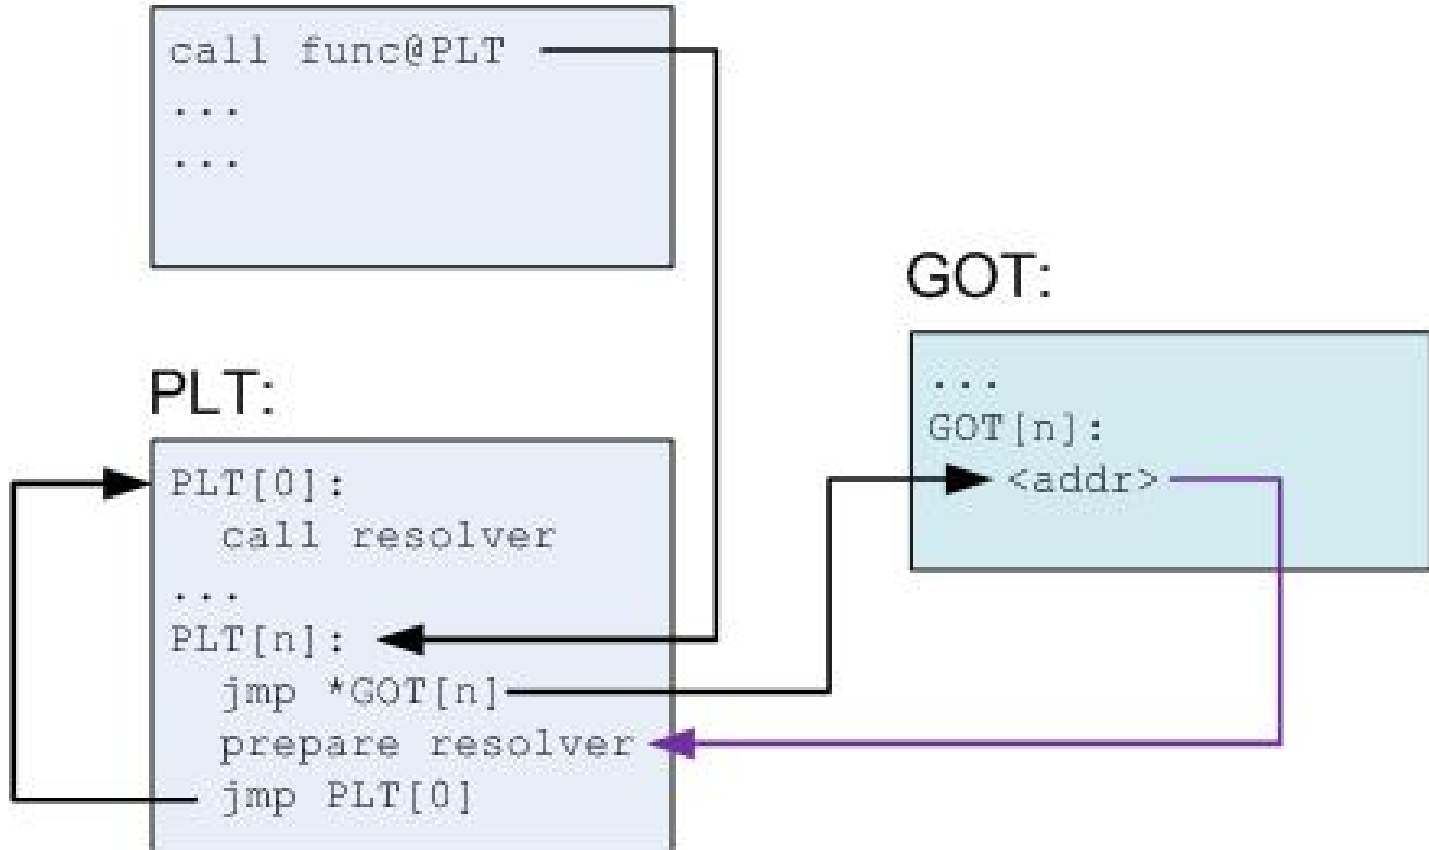 call func@PLT
...
...
PLT:
PLT[0]:
call resolver
...
PLT[n]:
jmp *GOT[n]
prepare resolver
jmp PLT[0]
GOT:
...
GOT[n]:
<addr>